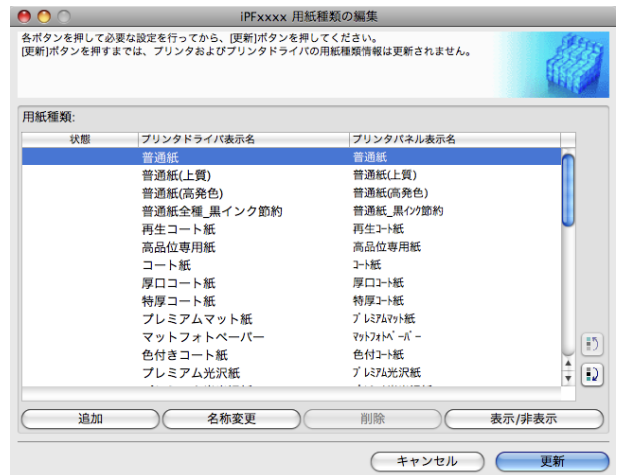 iPFxxxx 用紙種類の編集
各ボタンを押して必要な設定を行ってから、[更新]ボタンを押してください。
[更新]ボタンを押すまでは、プリンタおよびプリンタドライバの用紙種類情報は更新されません。
用紙種類:
状態 プリンタドライバ表示名 プリンタパネル表示名
普通紙 普通紙
普通紙(上質) 普通紙(上質)
普通紙(高発色) 普通紙(高発色)
普通紙全種_黒インク節約 普通紙_黒インク節約
再生コート紙 再生コート紙
高品位専用紙 高品位専用紙
コート紙 コート紙
厚口コート紙 厚口コート紙
特厚コート紙 特厚コート紙
プレミアムマット紙 プレミアムマット紙
マットフォトペーパー マットフォトペーパー
色付きコート紙 色付コート紙
プレミアム光沢紙 プレミアム光沢紙
追加 名称変更 削除 表示/非表示
キャンセル 更新